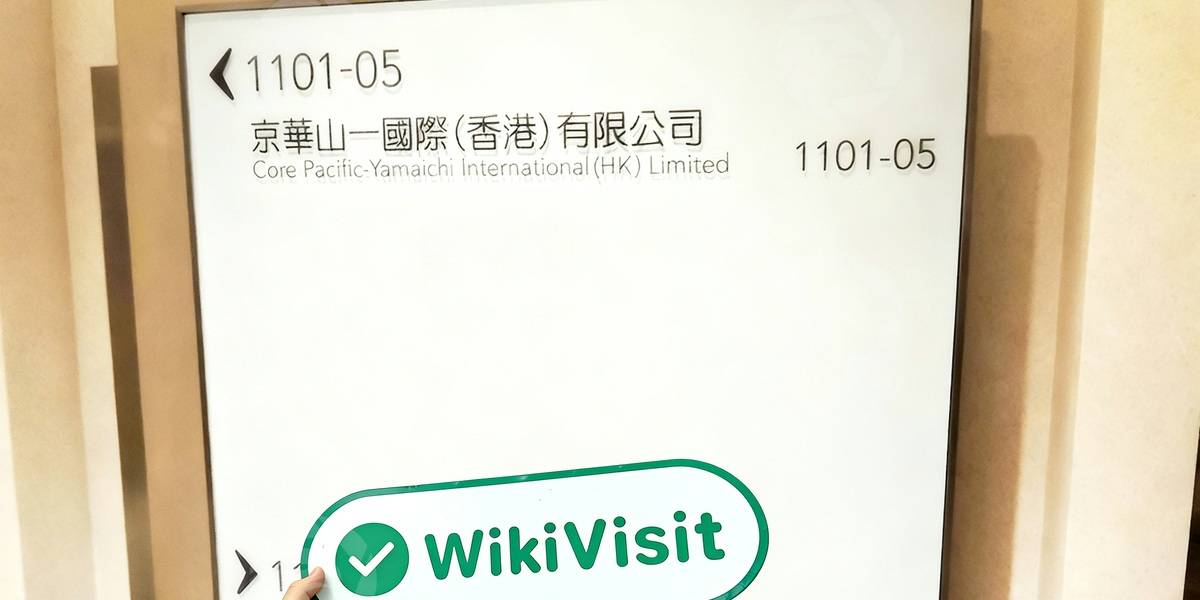 1101-05
京華山一國際(香港)有限公司
Core Pacific-Yamaichi International (HK) Limited
1101-05
WikiVisit